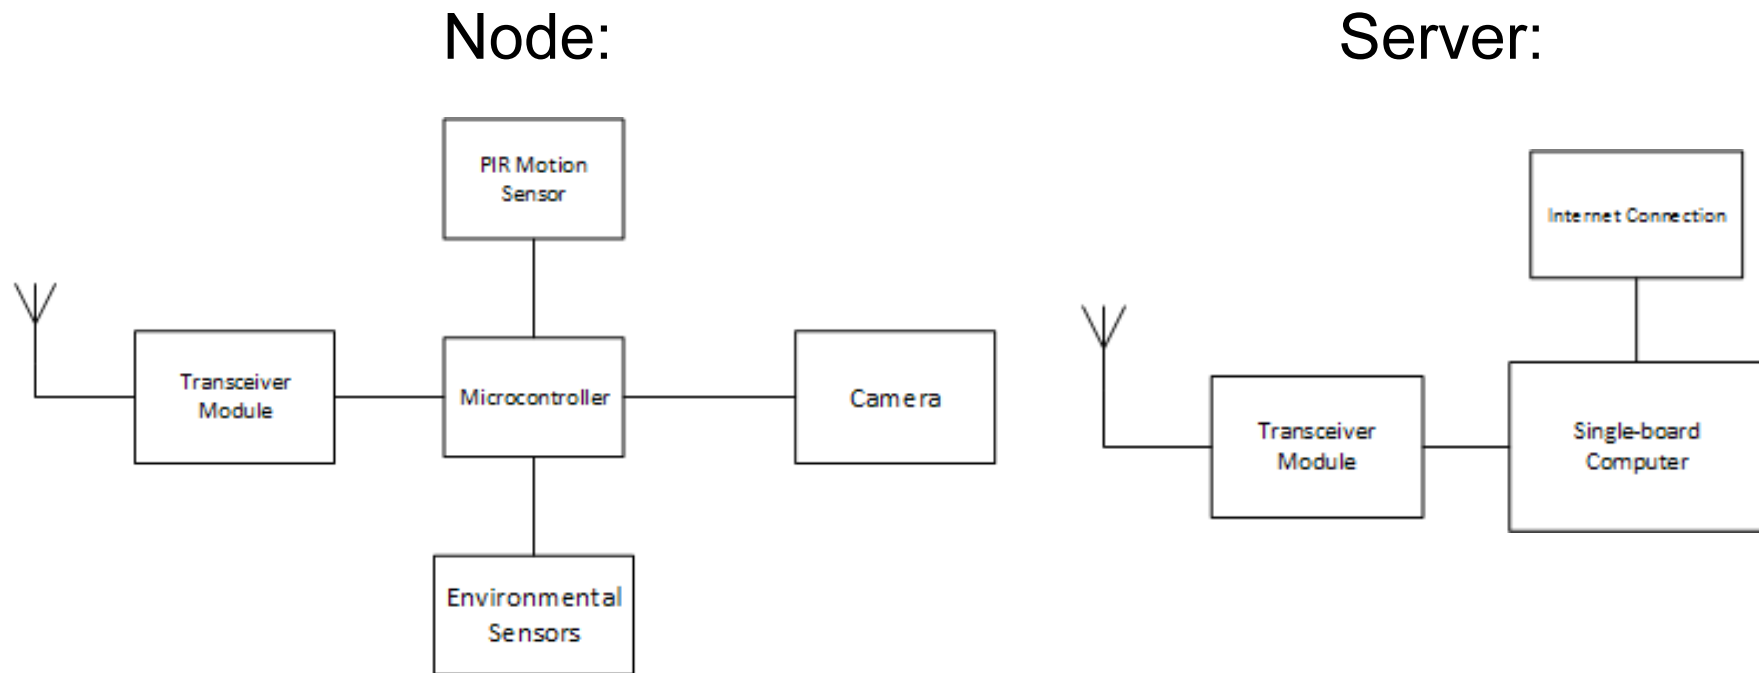 Node:
Server:
PIR Motion
Sensor
Internet Connection
Transceiver
Module
Microcontroller
Camera
Transceiver
Module
Single-board
Computer
Environmental
Sensors